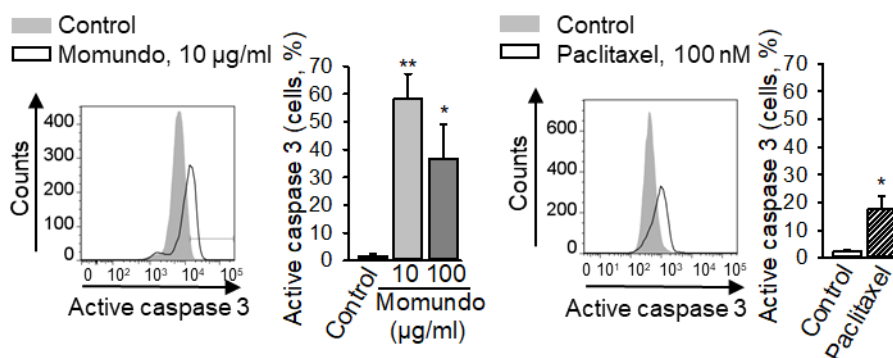 Control
Momundo, 10 µg/ml
Counts
400
300
200
100
0
0 10² 10³ 10⁴ 10⁵
Active caspase 3
Active caspase 3 (cells, %)
70
60
50
40
30
20
10
0
**
*
Control
10 100
Momundo
(µg/ml)
Control
Paclitaxel, 100 nM
Counts
600
400
200
0
0 10¹ 10² 10³ 10⁴ 10⁵
Active caspase 3
Active caspase 3 (cells, %)
70
60
50
40
30
20
10
0
*
Control
Paclitaxel